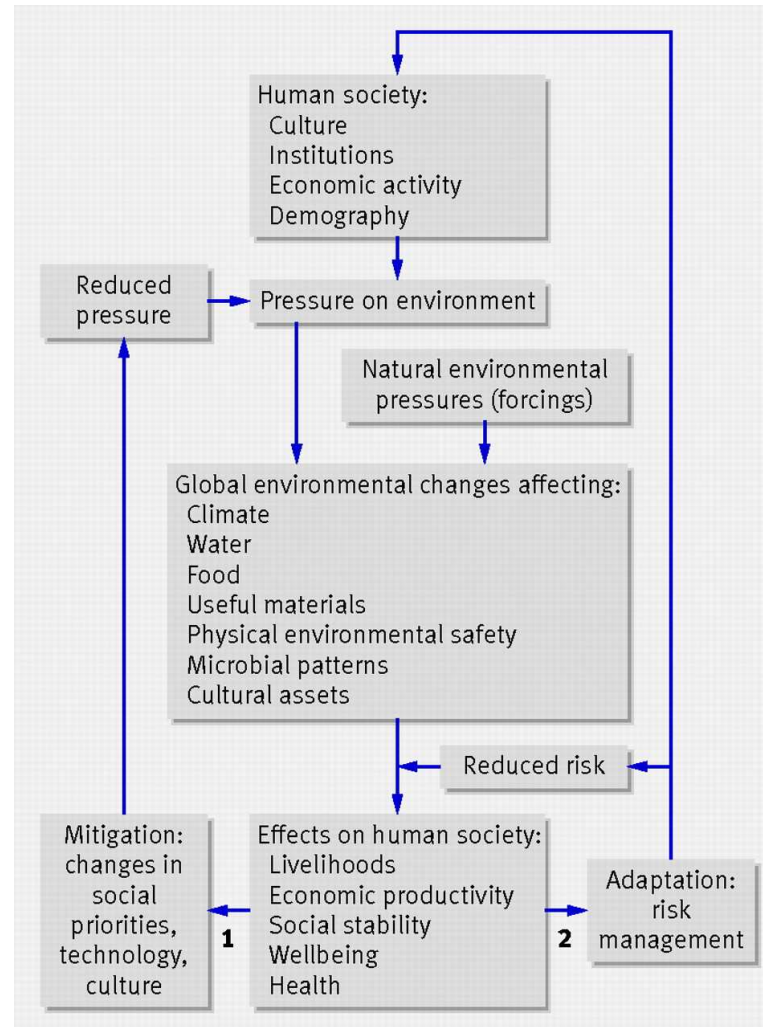 Human society:
Culture
Institutions
Economic activity
Demography
Reduced
pressure
Pressure on environment
Natural environmental
pressures (forcings)
Global environmental changes affecting:
Climate
Water
Food
Useful materials
Physical environmental safety
Microbial patterns
Cultural assets
Reduced risk
Mitigation:
changes in
social
priorities,
technology,
culture
1
Effects on human society:
Livelihoods
Economic productivity
Social stability
Wellbeing
Health
2
Adaptation:
risk
management